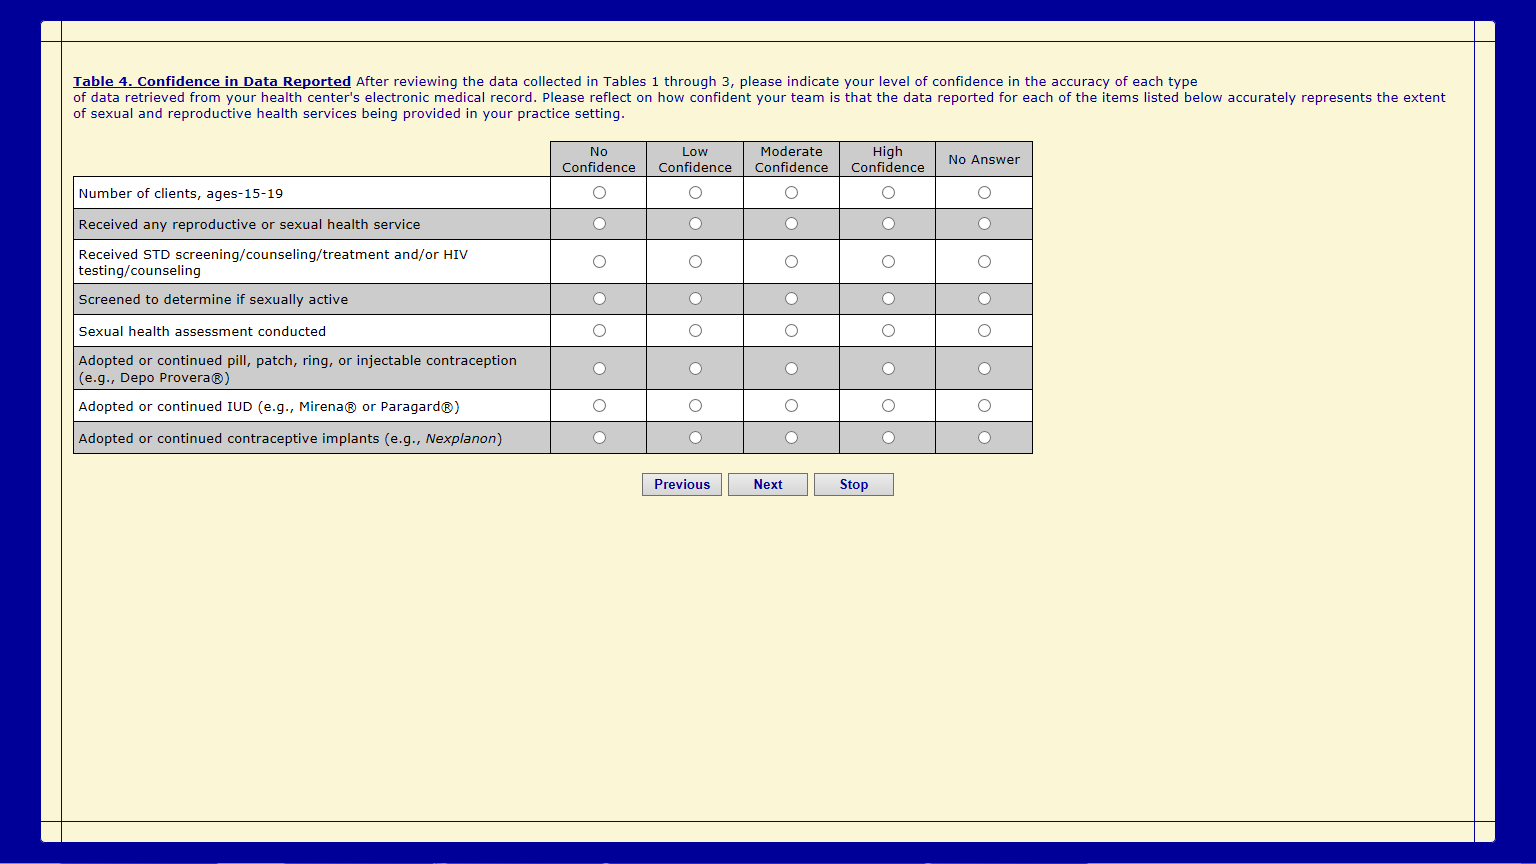 Table 4. Confidence in Data Reported After reviewing the data collected in Tables 1 through 3, please indicate your level of confidence in the accuracy of each type
of data retrieved from your health center's electronic medical record. Please reflect on how confident your team is that the data reported for each of the items listed below accurately represents the extent
of sexual and reproductive health services being provided in your practice setting.
No Confidence Low Confidence Moderate Confidence High Confidence No Answer
Number of clients, ages-15-19
Received any reproductive or sexual health service
Received STD screening/counseling/treatment and/or HIV
testing/counseling
Screened to determine if sexually active
Sexual health assessment conducted
Adopted or continued pill, patch, ring, or injectable contraception
(e.g., Depo Provera®)
Adopted or continued IUD (e.g., Mirena® or Paragard®)
Adopted or continued contraceptive implants (e.g., Nexplanon)
Previous Next Stop